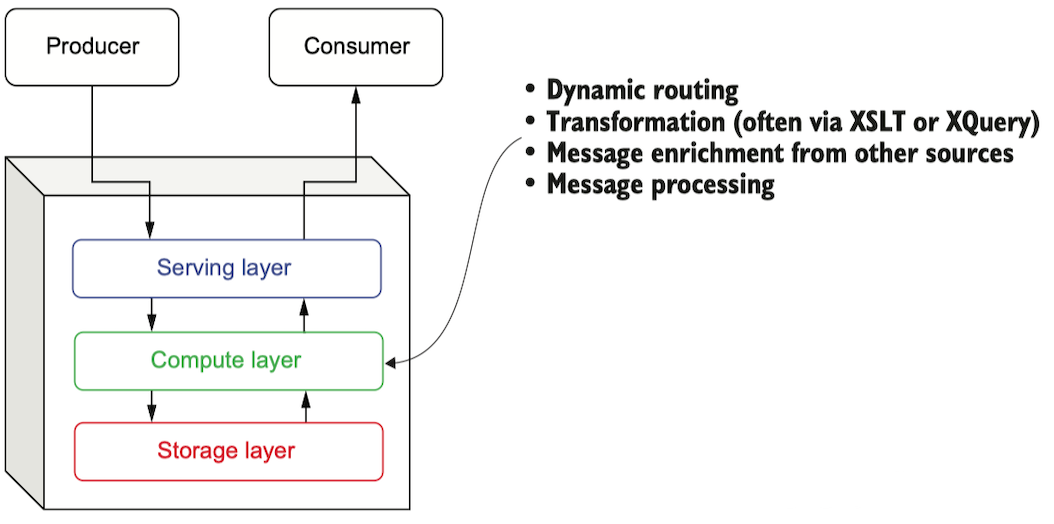 Producer
Consumer
• Dynamic routing
• Transformation (often via XSLT or XQuery)
• Message enrichment from other sources
• Message processing
Serving layer
Compute layer
Storage layer